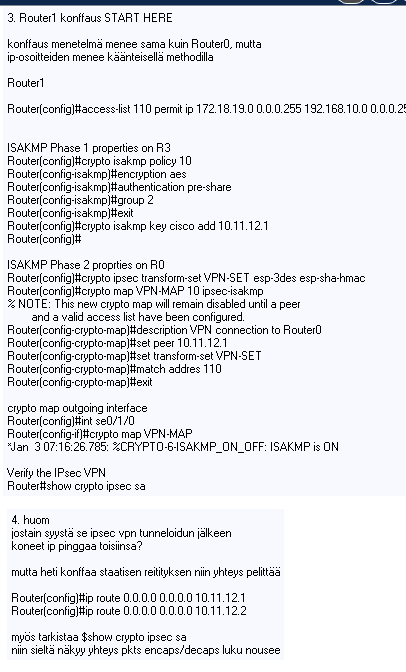 3. Router1 konffaus START HERE
konffaus menetelmä menee sama kuin Router0, mutta
ip-osoitteiden menee käänteisellä methodilla
Router1
Router(config)#access-list 110 permit ip 172.18.19.0 0.0.0.255 192.168.10.0 0.0.0.25
ISAKMP Phase 1 properties on R3
Router(config)#crypto isakmp policy 10
Router(config-isakmp)#encryption aes
Router(config-isakmp)#authentication pre-share
Router(config-isakmp)#group 2
Router(config-isakmp)#exit
Router(config)#crypto isakmp key cisco add 10.11.12.1
Router(config)#
ISAKMP Phase 2 proprties on R0
Router(config)#crypto ipsec transform-set VPN-SET esp-3des esp-sha-hmac
Router(config)#crypto map VPN-MAP 10 ipsec-isakmp
% NOTE: This new crypto map will remain disabled until a peer
and a valid access list have been configured.
Router(config-crypto-map)#description VPN connection to Router0
Router(config-crypto-map)#set peer 10.11.12.1
Router(config-crypto-map)#set transform-set VPN-SET
Router(config-crypto-map)#match addres 110
Router(config-crypto-map)#exit
crypto map outgoing interface
Router(config)#int se0/1/0
Router(config-if)#crypto map VPN-MAP
*Jan 3 07:16:26.785: %CRYPTO-6-ISAKMP_ON_OFF: ISAKMP is ON
Verify the IPsec VPN
Router#show crypto ipsec sa
4. huom
jostain syystä se ipsec vpn tunneloidun jälkeen
koneet ip pinggaa toisiinsa?
mutta heti konffaa staatisen reitityksen niin yhteys pelittää
Router(config)#ip route 0.0.0.0 0.0.0.0 10.11.12.1
Router(config)#ip route 0.0.0.0 0.0.0.0 10.11.12.2
myös tarkistaa $show crypto ipsec sa
niin sieltä näkyy yhteys pkts encaps/decaps luku nousee